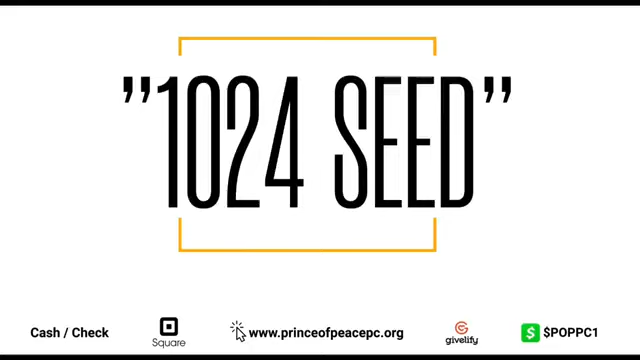 ”1024 SEED”
Cash / Check
Square
www.princeofpeacepc.org
givelify
$ $POPPC1